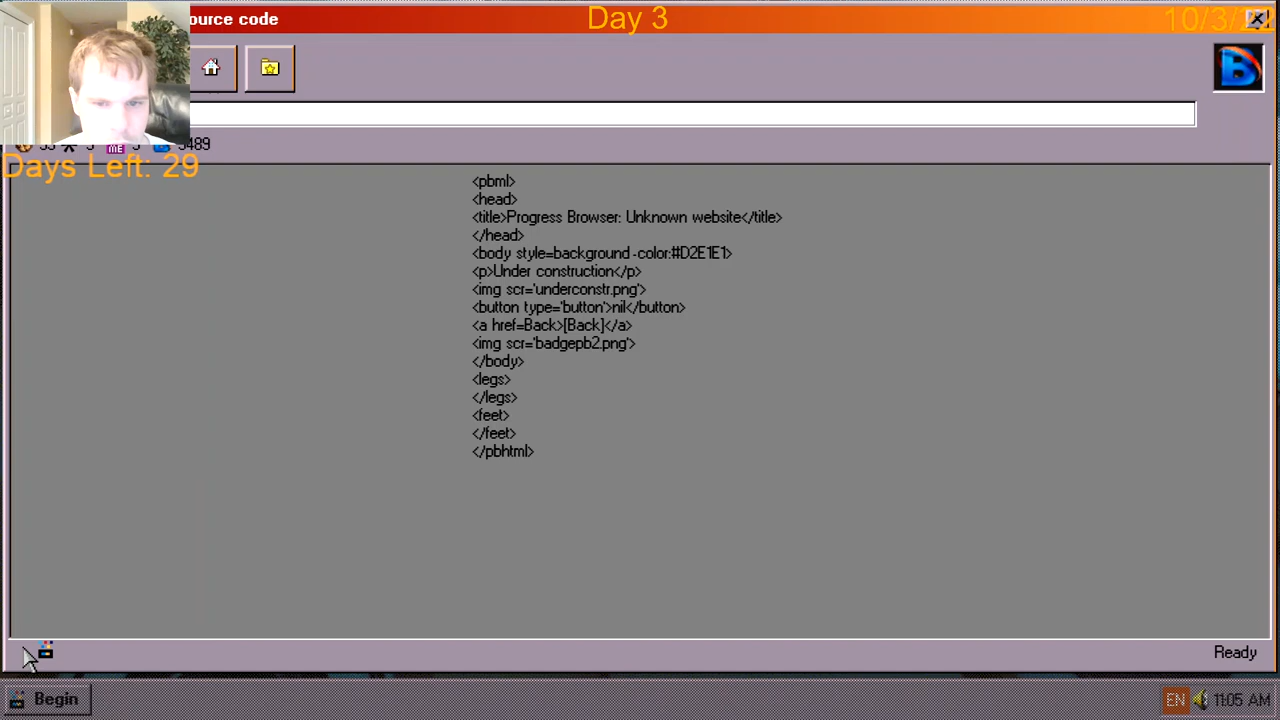 ource code
Day 3
ME
3489
Days Left: 29
<pbml>
<head>
<title>Progress Browser: Unknown website</title>
</head>
<body style=background-color:#D2E1E1>
<p>Under construction</p>
<img scr='underconstr.png'>
<button type='button'>nil</button>
<a href=Back>[Back]</a>
<img scr='badgepb2.png'>
</body>
<legs>
</legs>
<feet>
</feet>
</pbhtml>
Ready
Begin
EN 11:05 AM